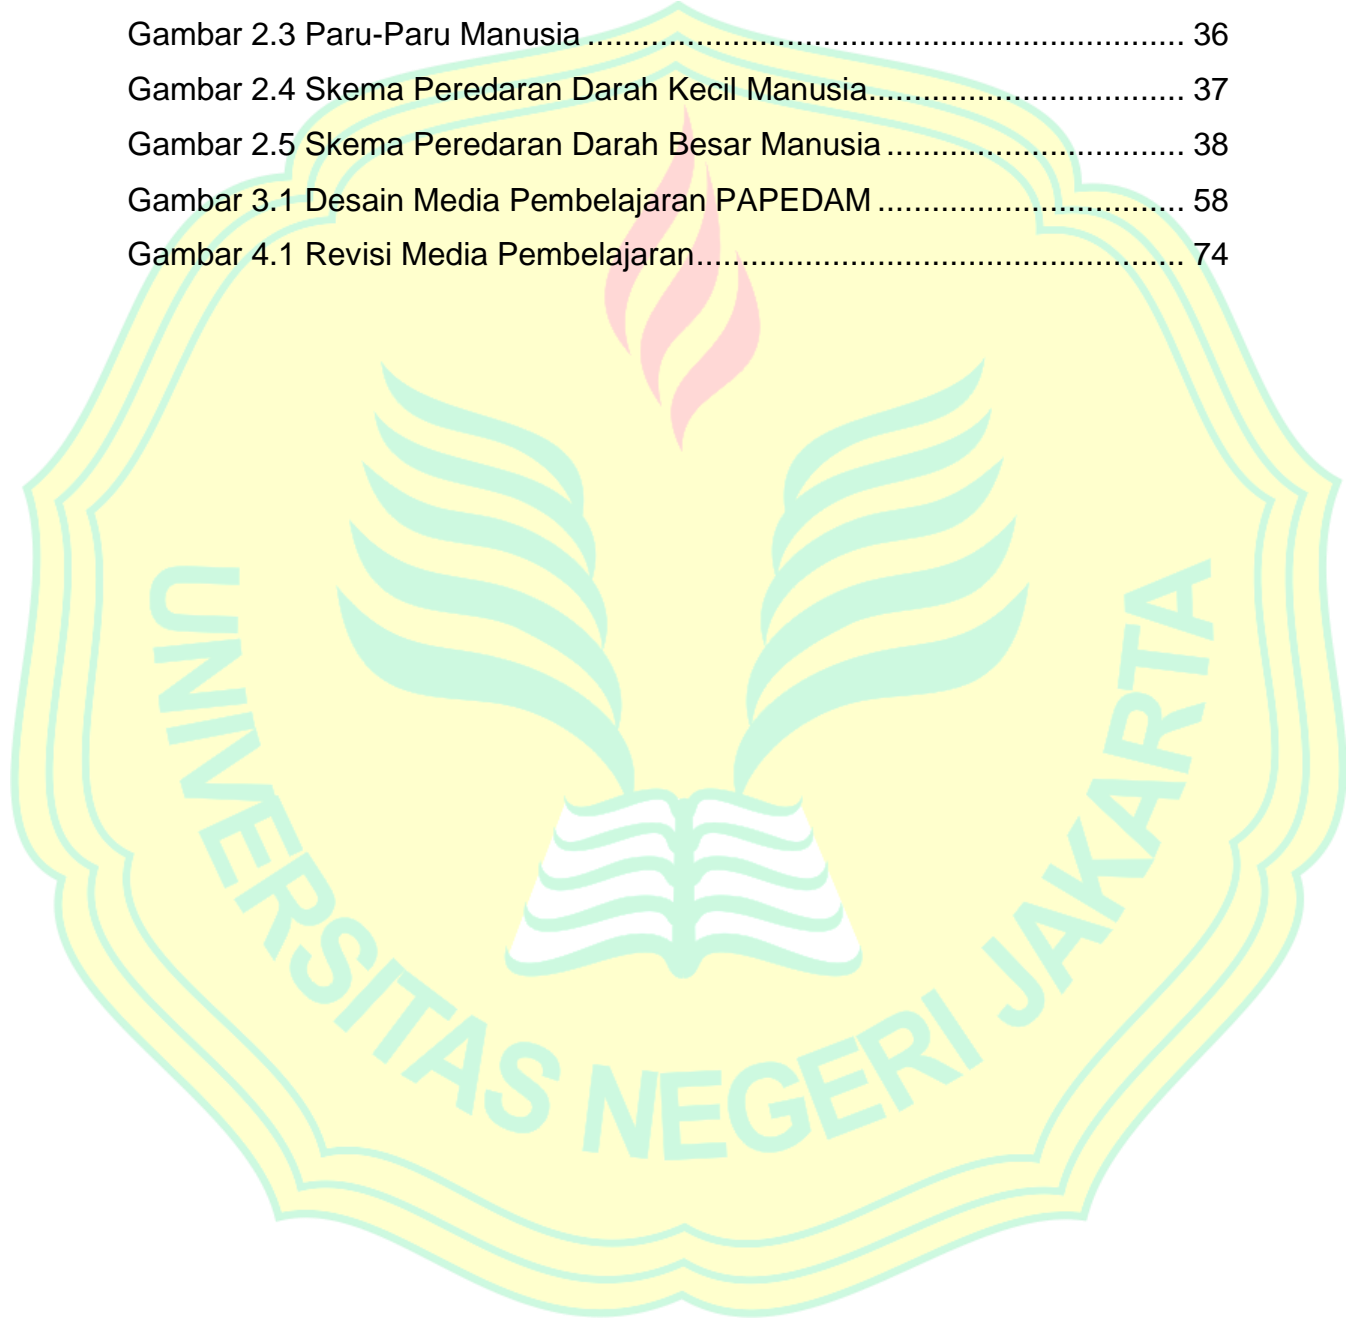 Gambar 2.3 Paru-Paru Manusia .................................................................. 36
Gambar 2.4 Skema Peredaran Darah Kecil Manusia................................... 37
Gambar 2.5 Skema Peredaran Darah Besar Manusia ................................. 38
Gambar 3.1 Desain Media Pembelajaran PAPEDAM .................................. 58
Gambar 4.1 Revisi Media Pembelajaran...................................................... 74
UNIVERSITAS NEGERI JAKARTA